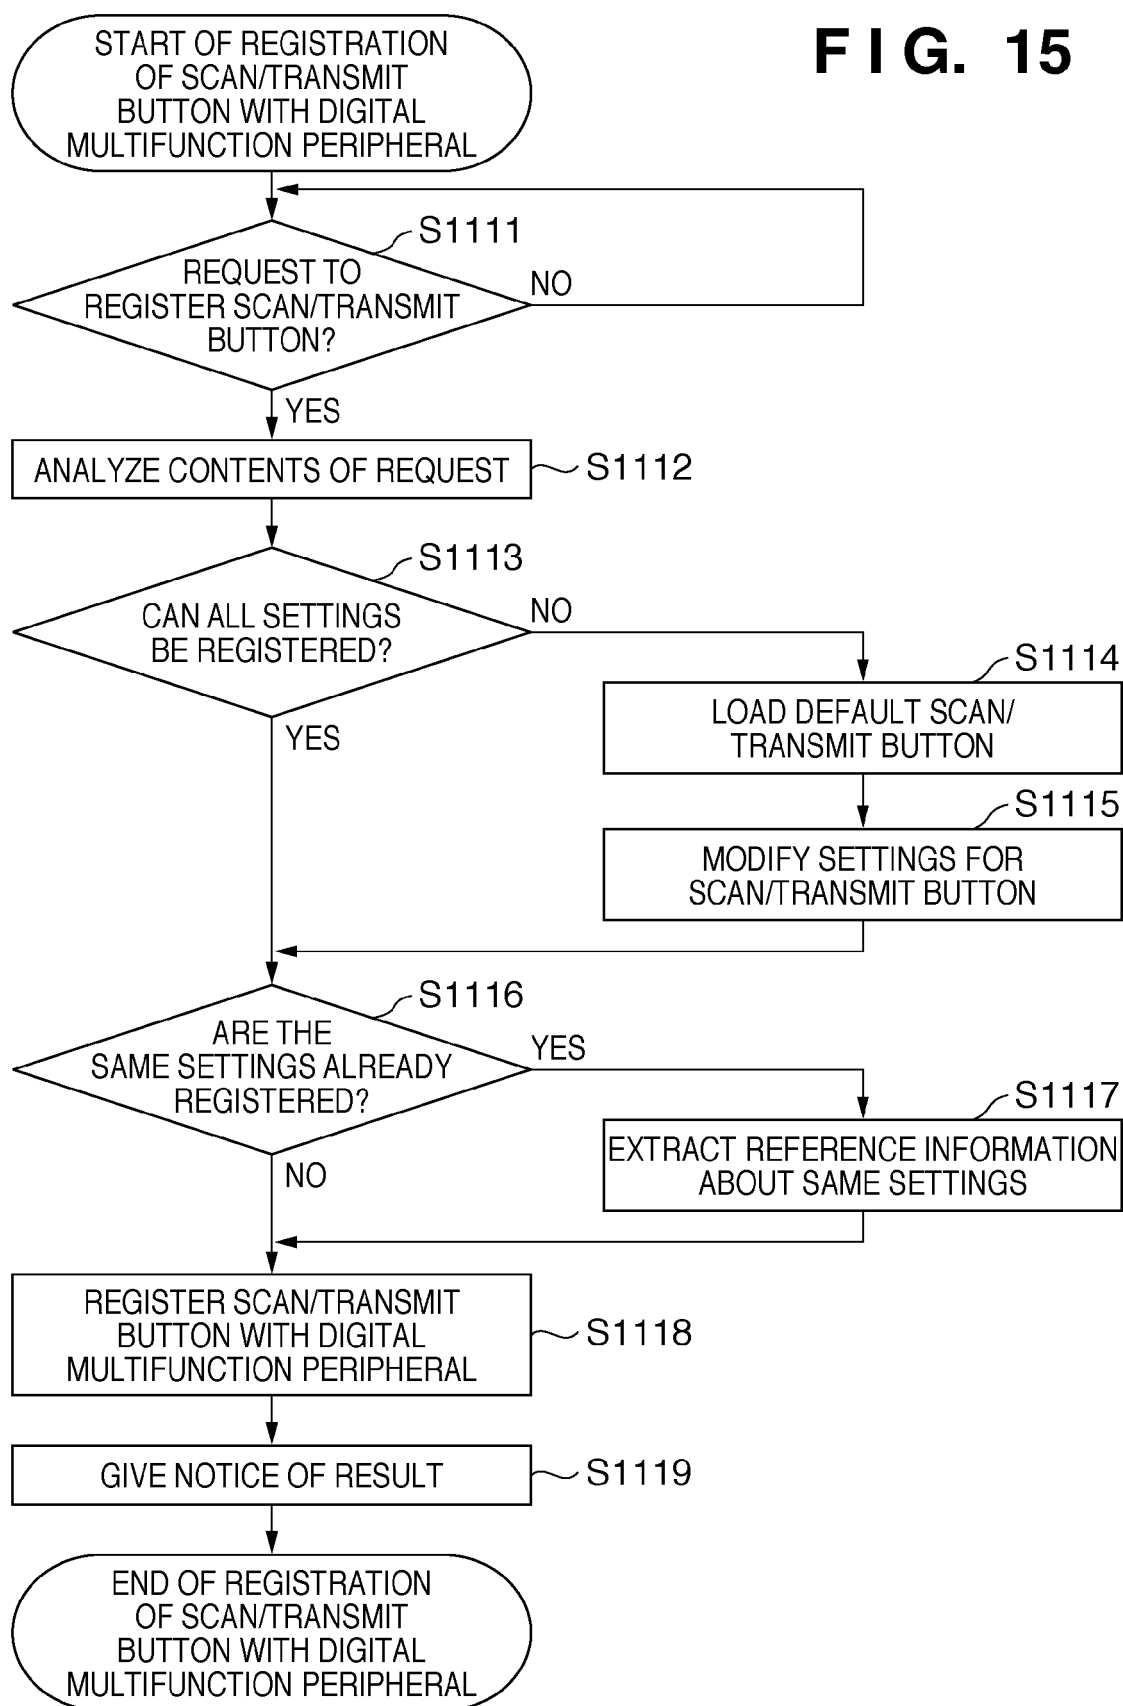 FIG. 15
START OF REGISTRATION
OF SCAN/TRANSMIT
BUTTON WITH DIGITAL
MULTIFUNCTION PERIPHERAL
S1111
REQUEST TO
REGISTER SCAN/TRANSMIT
BUTTON?
NO
YES
ANALYZE CONTENTS OF REQUEST
S1112
S1113
CAN ALL SETTINGS
BE REGISTERED?
NO
YES
S1114
LOAD DEFAULT SCAN/
TRANSMIT BUTTON
S1115
MODIFY SETTINGS FOR
SCAN/TRANSMIT BUTTON
S1116
ARE THE
SAME SETTINGS ALREADY
REGISTERED?
YES
NO
S1117
EXTRACT REFERENCE INFORMATION
ABOUT SAME SETTINGS
REGISTER SCAN/TRANSMIT
BUTTON WITH DIGITAL
MULTIFUNCTION PERIPHERAL
S1118
GIVE NOTICE OF RESULT
S1119
END OF REGISTRATION
OF SCAN/TRANSMIT
BUTTON WITH DIGITAL
MULTIFUNCTION PERIPHERAL